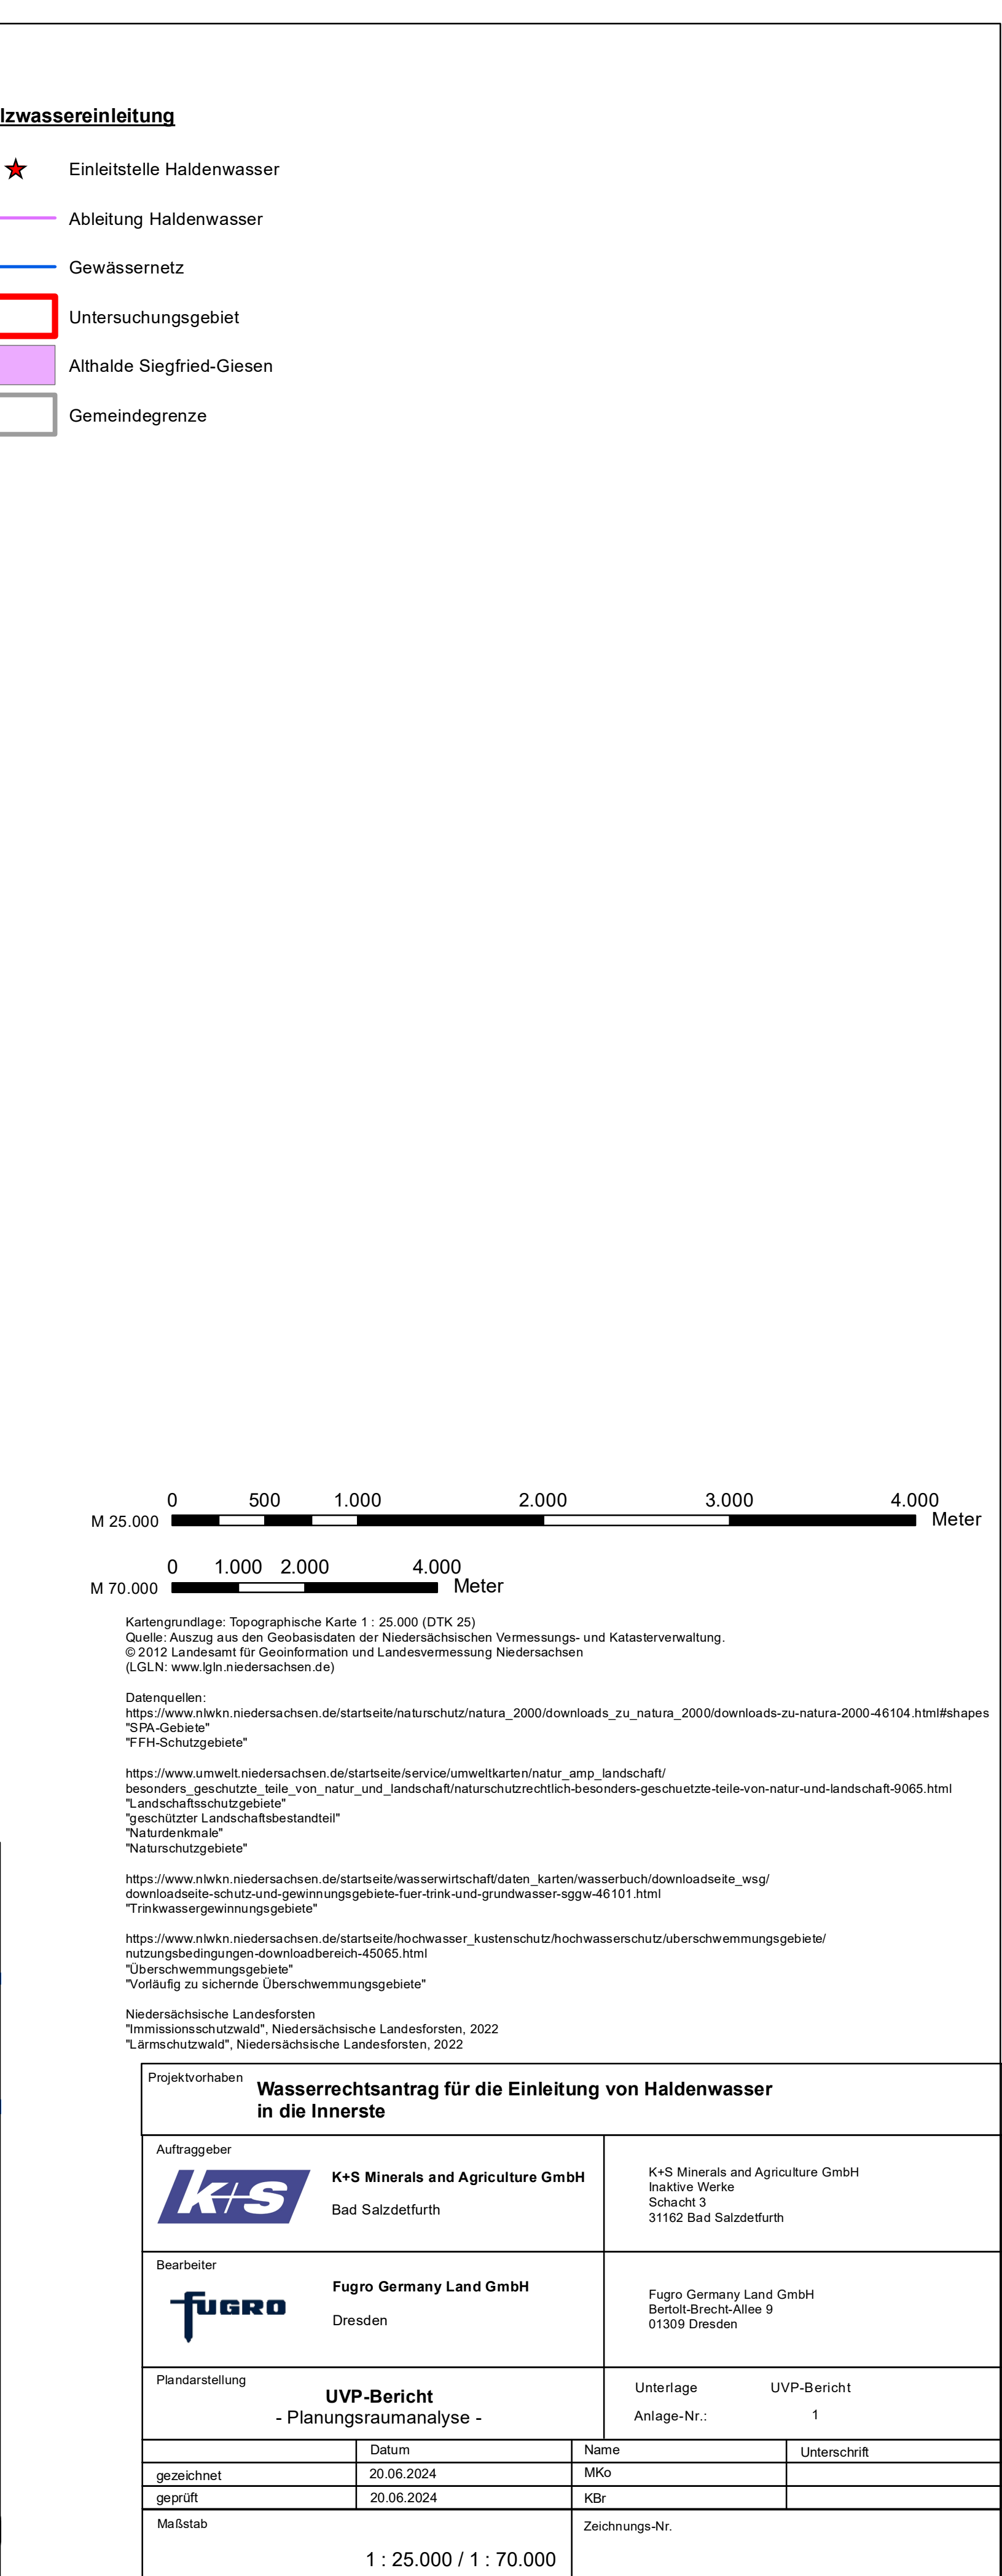 lzwassereinleitung
Einleitstelle Haldenwasser
Ableitung Haldenwasser
Gewässernetz
Untersuchungsgebiet
Althalde Siegfried-Giesen
Gemeindegrenze
0 500 1.000 2.000 3.000 4.000
M 25.000 Meter
0 1.000 2.000 4.000
M 70.000 Meter
Kartengrundlage: Topographische Karte 1 : 25.000 (DTK 25)
Quelle: Auszug aus den Geobasisdaten der Niedersächsischen Vermessungs- und Katasterverwaltung.
© 2012 Landesamt für Geoinformation und Landesvermessung Niedersachsen
(LGLN: www.lgln.niedersachsen.de)
Datenquellen:
https://www.nlwkn.niedersachsen.de/startseite/naturschutz/natura_2000/downloads_zu_natura_2000/downloads-zu-natura-2000-46104.html#shapes
"SPA-Gebiete"
"FFH-Schutzgebiete"
https://www.umwelt.niedersachsen.de/startseite/service/umweltkarten/natur_amp_landschaft/
besonders_geschutzte_teile_von_natur_und_landschaft/naturschutzrechtlich-besonders-geschuetzte-teile-von-natur-und-landschaft-9065.html
"Landschaftsschutzgebiete"
"geschützter Landschaftsbestandteil"
"Naturdenkmale"
"Naturschutzgebiete"
https://www.nlwkn.niedersachsen.de/startseite/wasserwirtschaft/daten_karten/wasserbuch/downloadseite_wsg/
downloadseite-schutz-und-gewinnungsgebiete-fuer-trink-und-grundwasser-sggw-46101.html
"Trinkwassergewinnungsgebiete"
https://www.nlwkn.niedersachsen.de/startseite/hochwasser_kustenschutz/hochwasserschutz/uberschwemmungsgebiete/
nutzungsbedingungen-downloadbereich-45065.html
"Überschwemmungsgebiete"
"Vorläufig zu sichernde Überschwemmungsgebiete"
Niedersächsische Landesforsten
"Immissionsschutzwald", Niedersächsische Landesforsten, 2022
"Lärmschutzwald", Niedersächsische Landesforsten, 2022
Projektvorhaben
Wasserrechtsantrag für die Einleitung von Haldenwasser
in die Innerste
Auftraggeber
K+S
K+S Minerals and Agriculture GmbH
Bad Salzdetfurth
K+S Minerals and Agriculture GmbH
Inaktive Werke
Schacht 3
31162 Bad Salzdetfurth
Bearbeiter
FUGRO
Fugro Germany Land GmbH
Dresden
Fugro Germany Land GmbH
Bertolt-Brecht-Allee 9
01309 Dresden
Plandarstellung
UVP-Bericht
- Planungsraumanalyse -
Unterlage UVP-Bericht
Anlage-Nr.: 1
Datum Name Unterschrift
gezeichnet 20.06.2024 MKo
geprüft 20.06.2024 KBr
Maßstab
1 : 25.000 / 1 : 70.000
Zeichnungs-Nr.